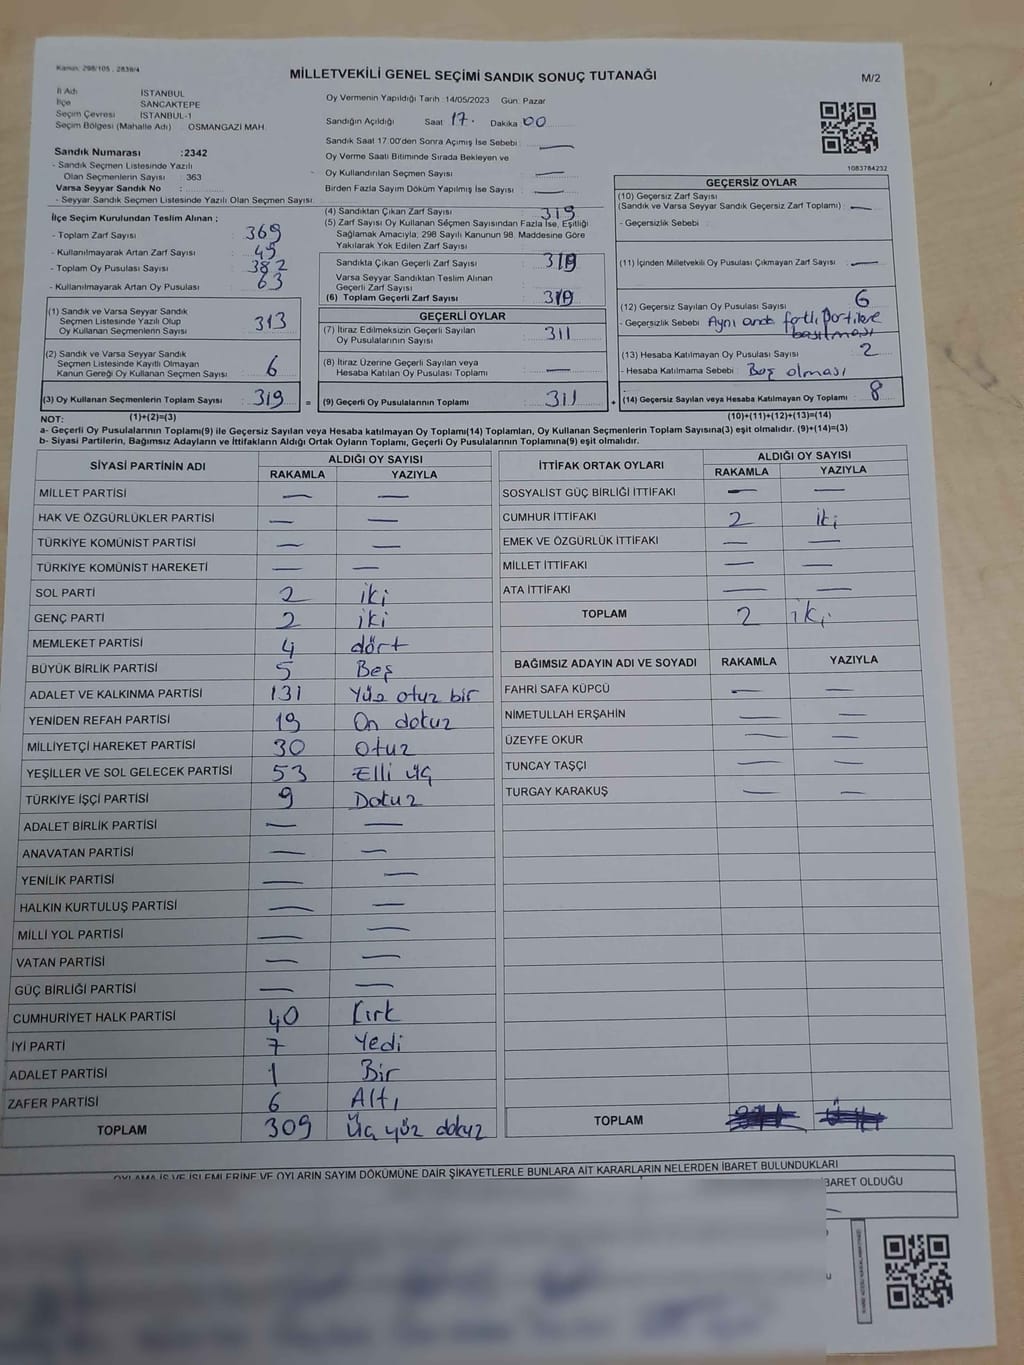 Kanun, 298/105 , 2839/4
MİLLETVEKİLİ GENEL SEÇİMİ SANDIK SONUÇ TUTANAĞI
M/2
İl Adı : İSTANBUL
İlçe : SANCAKTEPE
Seçim Çevresi : İSTANBUL-1
Seçim Bölgesi (Mahalle Adı) : OSMANGAZİ MAH.
Sandık Numarası :2342
- Sandık Seçmen Listesinde Yazılı
Olan Seçmenlerin Sayısı : 363
Varsa Seyyar Sandık No :
- Seyyar Sandık Seçmen Listesinde Yazılı Olan Seçmen Sayısı:
Oy Vermenin Yapıldığı Tarih :14/05/2023 Gün: Pazar
Sandığın Açıldığı Saat 17. Dakika 00
Sandık Saat 17:00'den Sonra Açımış İse Sebebi : —
Oy Verme Saati Bitiminde Sırada Bekleyen ve
Oy Kullandırılan Seçmen Sayısı : —
Birden Fazla Sayım Döküm Yapılmış İse Sayısı : —
1083784232
İlçe Seçim Kurulundan Teslim Alınan ;
- Toplam Zarf Sayısı : 369
- Kullanılmayarak Artan Zarf Sayısı : 49
- Toplam Oy Pusulası Sayısı : 382
- Kullanılmayarak Artan Oy Pusulası : 63
(1) Sandık ve Varsa Seyyar Sandık
Seçmen Listesinde Yazılı Olup
Oy Kullanan Seçmenlerin Sayısı : 313
(2) Sandık ve Varsa Seyyar Sandık
Seçmen Listesinde Kayıtlı Olmayan
Kanun Gereği Oy Kullanan Seçmen Sayısı : 6
(3) Oy Kullanan Seçmenlerin Toplam Sayısı : 319
(1)+(2)=(3)
(4) Sandıktan Çıkan Zarf Sayısı : 319
(5) Zarf Sayısı Oy Kullanan Seçmen Sayısından Fazla İse, Eşitliği
Sağlamak Amacıyla; 298 Sayılı Kanunun 98. Maddesine Göre
Yakılarak Yok Edilen Zarf Sayısı :
Sandıkta Çıkan Geçerli Zarf Sayısı : 319
Varsa Seyyar Sandıktan Teslim Alınan
Geçerli Zarf Sayısı :
(6) Toplam Geçerli Zarf Sayısı : 319
GEÇERLİ OYLAR
(7) İtiraz Edilmeksizin Geçerli Sayılan
Oy Pusulalarının Sayısı : 311
(8) İtiraz Üzerine Geçerli Sayılan veya
Hesaba Katılan Oy Pusulası Toplamı : —
= (9) Geçerli Oy Pusulalarının Toplamı : 311 +
GEÇERSİZ OYLAR
(10) Geçersiz Zarf Sayısı
(Sandık ve Varsa Seyyar Sandık Geçersiz Zarf Toplamı) : —
- Geçersizlik Sebebi :
(11) İçinden Milletvekili Oy Pusulası Çıkmayan Zarf Sayısı : —
(12) Geçersiz Sayılan Oy Pusulası Sayısı : 6
- Geçersizlik Sebebi : Aynı anda farklı partilere
basılması
(13) Hesaba Katılmayan Oy Pusulası Sayısı : 2
- Hesaba Katılmama Sebebi : Boş olması
(14) Geçersiz Sayılan veya Hesaba Katılmayan Oy Toplamı : 8
(10)+(11)+(12)+(13)=(14)
NOT:
a- Geçerli Oy Pusulalarının Toplamı(9) ile Geçersiz Sayılan veya Hesaba katılmayan Oy Toplamı(14) Toplamları, Oy Kullanan Seçmenlerin Toplam Sayısına(3) eşit olmalıdır. (9)+(14)=(3)
b- Siyasi Partilerin, Bağımsız Adayların ve İttifakların Aldığı Ortak Oyların Toplamı, Geçerli Oy Pusulalarının Toplamına(9) eşit olmalıdır.
SİYASİ PARTİNİN ADI ALDIĞI OY SAYISI
RAKAMLA YAZIYLA
MİLLET PARTİSİ — —
HAK VE ÖZGÜRLÜKLER PARTİSİ — —
TÜRKİYE KOMÜNİST PARTİSİ — —
TÜRKİYE KOMÜNİST HAREKETİ — —
SOL PARTİ 2 iki
GENÇ PARTİ 2 iki
MEMLEKET PARTİSİ 4 dört
BÜYÜK BİRLİK PARTİSİ 5 Beş
ADALET VE KALKINMA PARTİSİ 131 Yüz otuz bir
YENİDEN REFAH PARTİSİ 19 On dokuz
MİLLİYETÇİ HAREKET PARTİSİ 30 Otuz
YEŞİLLER VE SOL GELECEK PARTİSİ 53 Elli üç
TÜRKİYE İŞÇİ PARTİSİ 9 Dokuz
ADALET BİRLİK PARTİSİ — —
ANAVATAN PARTİSİ — —
YENİLİK PARTİSİ — —
HALKIN KURTULUŞ PARTİSİ — —
MİLLİ YOL PARTİSİ — —
VATAN PARTİSİ — —
GÜÇ BİRLİĞİ PARTİSİ — —
CUMHURİYET HALK PARTİSİ 40 Kırk
İYİ PARTİ 7 Yedi
ADALET PARTİSİ 1 Bir
ZAFER PARTİSİ 6 Altı
TOPLAM 309 Üç yüz dokuz
İTTİFAK ORTAK OYLARI ALDIĞI OY SAYISI
RAKAMLA YAZIYLA
SOSYALİST GÜÇ BİRLİĞİ İTTİFAKI — —
CUMHUR İTTİFAKI 2 iki
EMEK VE ÖZGÜRLÜK İTTİFAKI — —
MİLLET İTTİFAKI — —
ATA İTTİFAKI — —
TOPLAM 2 iki
BAĞIMSIZ ADAYIN ADI VE SOYADI RAKAMLA YAZIYLA
FAHRİ SAFA KÜPCÜ — —
NİMETULLAH ERŞAHİN — —
ÜZEYFE OKUR — —
TUNCAY TAŞÇI — —
TURGAY KARAKUŞ — —
TOPLAM
OYLAMA İŞ VE İŞLEMLERİNE VE OYLARIN SAYIM DÖKÜMÜNE DAİR ŞİKAYETLERLE BUNLARA AİT KARARLARIN NELERDEN İBARET BULUNDUKLARI
İBARET OLDUĞU